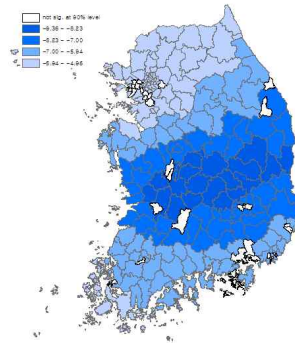 not sig. at 90% level
-9.36 - -8.23
-8.23 - -7.00
-7.00 - -5.94
-5.94 - -4.96